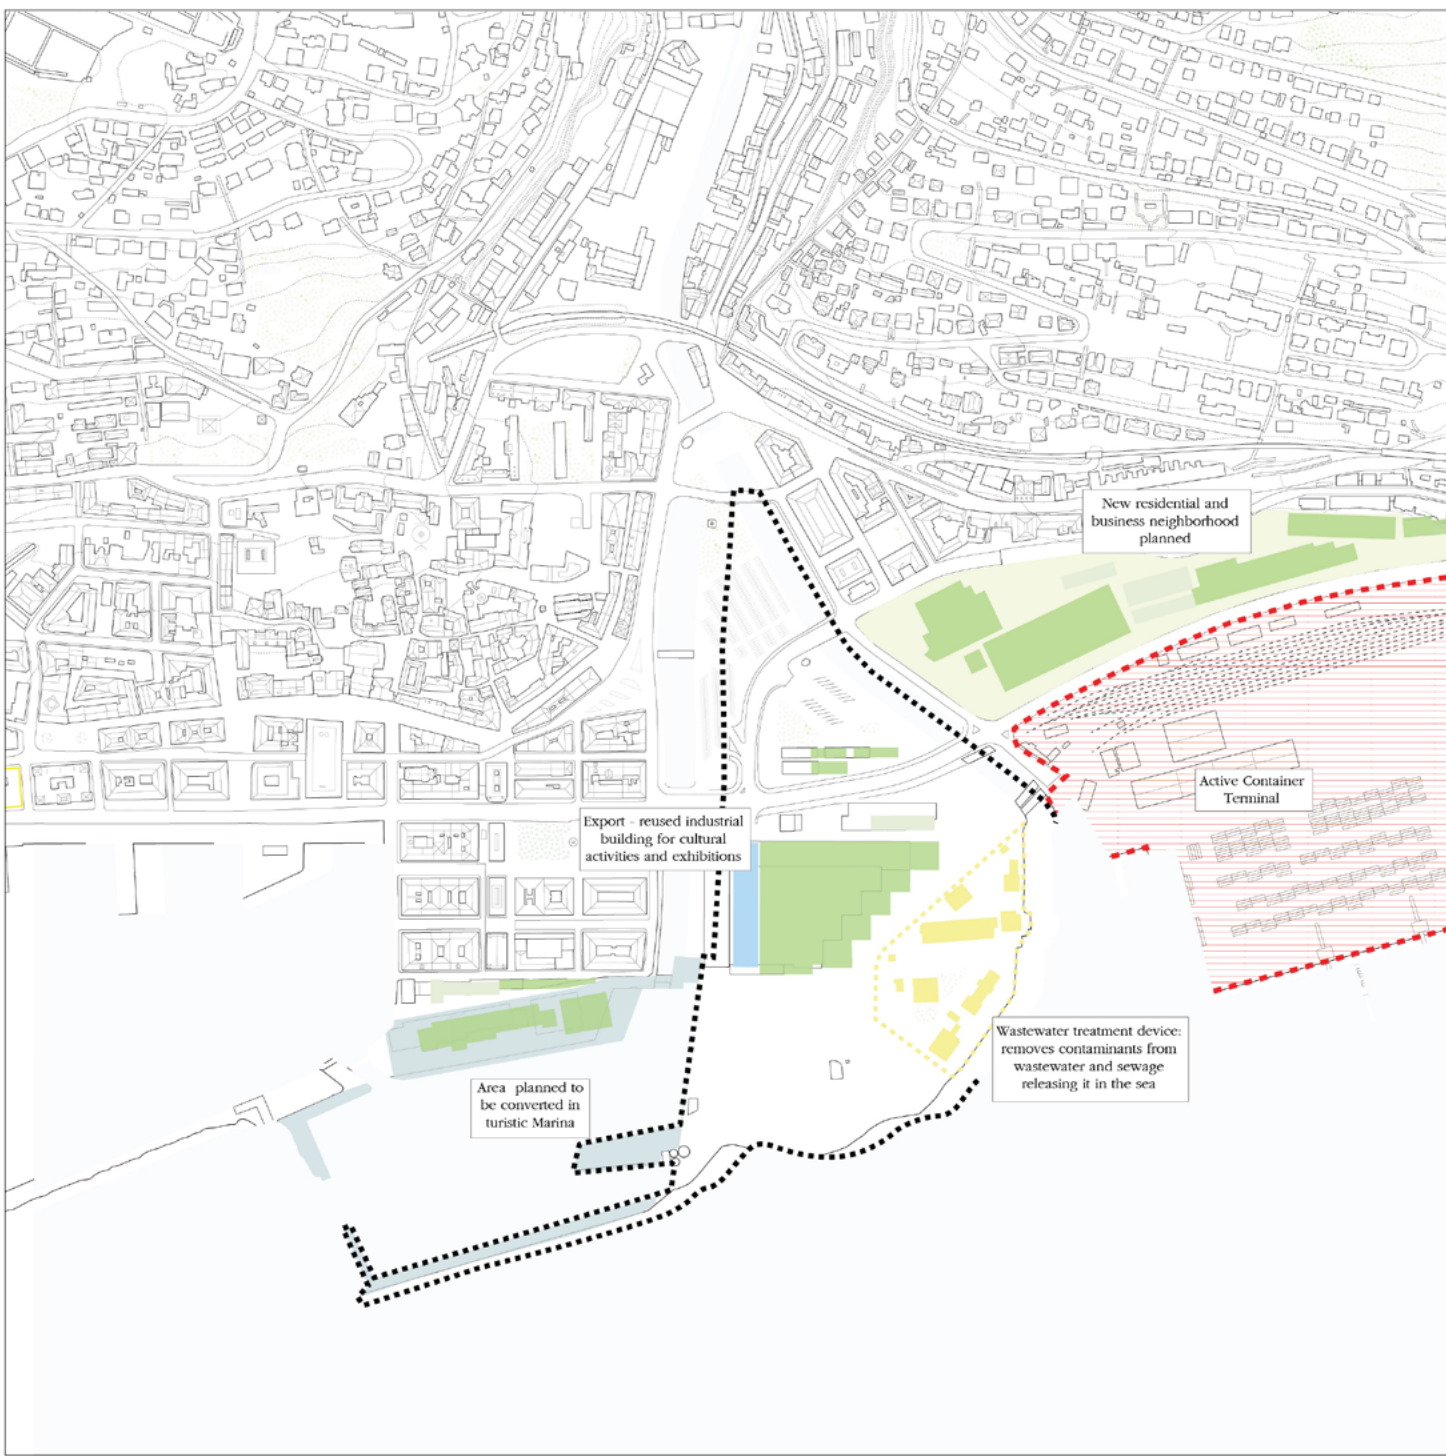 New residential and
business neighborhood
planned
Active Container
Terminal
Export - reused industrial
building for cultural
activities and exhibitions
Wastewater treatment device:
removes contaminants from
wastewater and sewage
releasing it in the sea
Area planned to
be converted in
turistic Marina